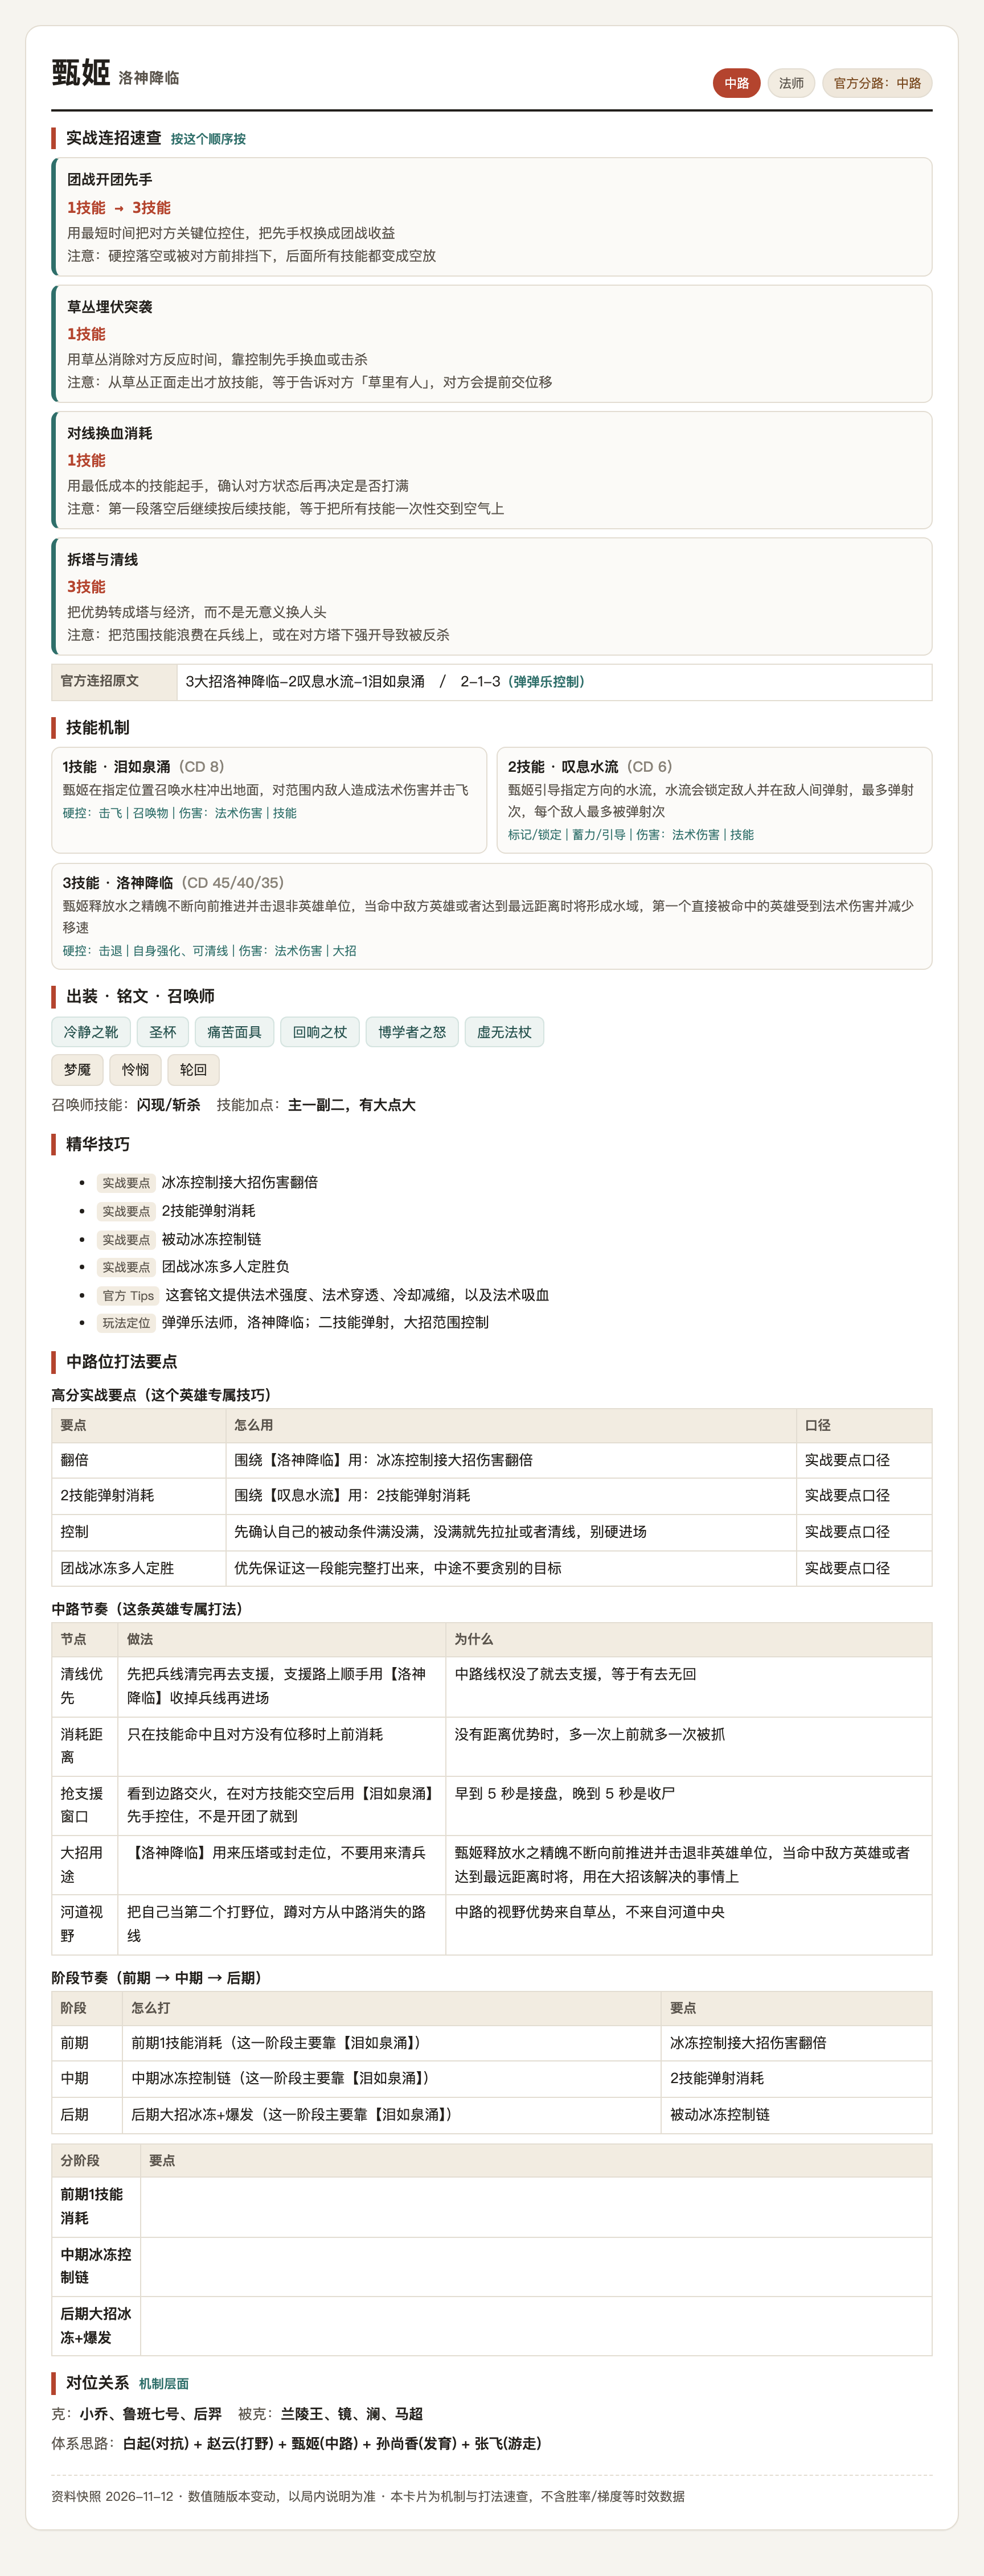 甄姬 洛神降临
中路 法师 官方分路：中路
实战连招速查 按这个顺序按
团战开团先手
1技能 → 3技能
用最短时间把对方关键位控住，把先手权换成团战收益
注意：硬控落空或被对方前排挡下，后面所有技能都变成空放
草丛埋伏突袭
1技能
用草丛消除对方反应时间，靠控制先手换血或击杀
注意：从草丛正面走出才放技能，等于告诉对方「草里有人」，对方会提前交位移
对线换血消耗
1技能
用最低成本的技能起手，确认对方状态后再决定是否打满
注意：第一段落空后继续按后续技能，等于把所有技能一次性交到空气上
拆塔与清线
3技能
把优势转成塔与经济，而不是无意义换人头
注意：把范围技能浪费在兵线上，或在对方塔下强开导致被反杀
官方连招原文 3大招洛神降临-2叹息水流-1泪如泉涌 / 2-1-3（弹弹乐控制）
技能机制
1技能 · 泪如泉涌（CD 8）
甄姬在指定位置召唤水柱冲出地面，对范围内敌人造成法术伤害并击飞
硬控：击飞 | 召唤物 | 伤害：法术伤害 | 技能
2技能 · 叹息水流（CD 6）
甄姬引导指定方向的水流，水流会锁定敌人并在敌人间弹射，最多弹射
次，每个敌人最多被弹射次
标记/锁定 | 蓄力/引导 | 伤害：法术伤害 | 技能
3技能 · 洛神降临（CD 45/40/35）
甄姬释放水之精魄不断向前推进并击退非英雄单位，当命中敌方英雄或者达到最远距离时将形成水域，第一个直接被命中的英雄受到法术伤害并减少
移速
硬控：击退 | 自身强化、可清线 | 伤害：法术伤害 | 大招
出装 · 铭文 · 召唤师
冷静之靴 圣杯 痛苦面具 回响之杖 博学者之怒 虚无法杖
梦魇 怜悯 轮回
召唤师技能：闪现/斩杀 技能加点：主一副二，有大点大
精华技巧
• 实战要点 冰冻控制接大招伤害翻倍
• 实战要点 2技能弹射消耗
• 实战要点 被动冰冻控制链
• 实战要点 团战冰冻多人定胜负
• 官方 Tips 这套铭文提供法术强度、法术穿透、冷却减缩，以及法术吸血
• 玩法定位 弹弹乐法师，洛神降临；二技能弹射，大招范围控制
中路位打法要点
高分实战要点（这个英雄专属技巧）
要点 怎么用 口径
翻倍 围绕【洛神降临】用：冰冻控制接大招伤害翻倍 实战要点口径
2技能弹射消耗 围绕【叹息水流】用：2技能弹射消耗 实战要点口径
控制 先确认自己的被动条件满没满，没满就先拉扯或者清线，别硬进场 实战要点口径
团战冰冻多人定胜 优先保证这一段能完整打出来，中途不要贪别的目标 实战要点口径
中路节奏（这条英雄专属打法）
节点 做法 为什么
清线优 先把兵线清完再去支援，支援路上顺手用【洛神 中路线权没了就去支援，等于有去无回
先 降临】收掉兵线再进场
消耗距 只在技能命中且对方没有位移时上前消耗 没有距离优势时，多一次上前就多一次被抓
离
抢支援 看到边路交火，在对方技能交空后用【泪如泉涌】 早到 5 秒是接盘，晚到 5 秒是收尸
窗口 先手控住，不是开团了就到
大招用 【洛神降临】用来压塔或封走位，不要用来清兵 甄姬释放水之精魄不断向前推进并击退非英雄单位，当命中敌方英雄或者
途 达到最远距离时将，用在大招该解决的事情上
河道视 把自己当第二个打野位，蹲对方从中路消失的路 中路的视野优势来自草丛，不来自河道中央
野 线
阶段节奏（前期 → 中期 → 后期）
阶段 怎么打 要点
前期 前期1技能消耗（这一阶段主要靠【泪如泉涌】） 冰冻控制接大招伤害翻倍
中期 中期冰冻控制链（这一阶段主要靠【泪如泉涌】） 2技能弹射消耗
后期 后期大招冰冻+爆发（这一阶段主要靠【泪如泉涌】） 被动冰冻控制链
分阶段 要点
前期1技能
消耗
中期冰冻控
制链
后期大招冰
冻+爆发
对位关系 机制层面
克：小乔、鲁班七号、后羿 被克：兰陵王、镜、澜、马超
体系思路：白起(对抗) + 赵云(打野) + 甄姬(中路) + 孙尚香(发育) + 张飞(游走)
资料快照 2026-11-12 · 数值随版本变动，以局内说明为准 · 本卡片为机制与打法速查，不含胜率/梯度等时效数据